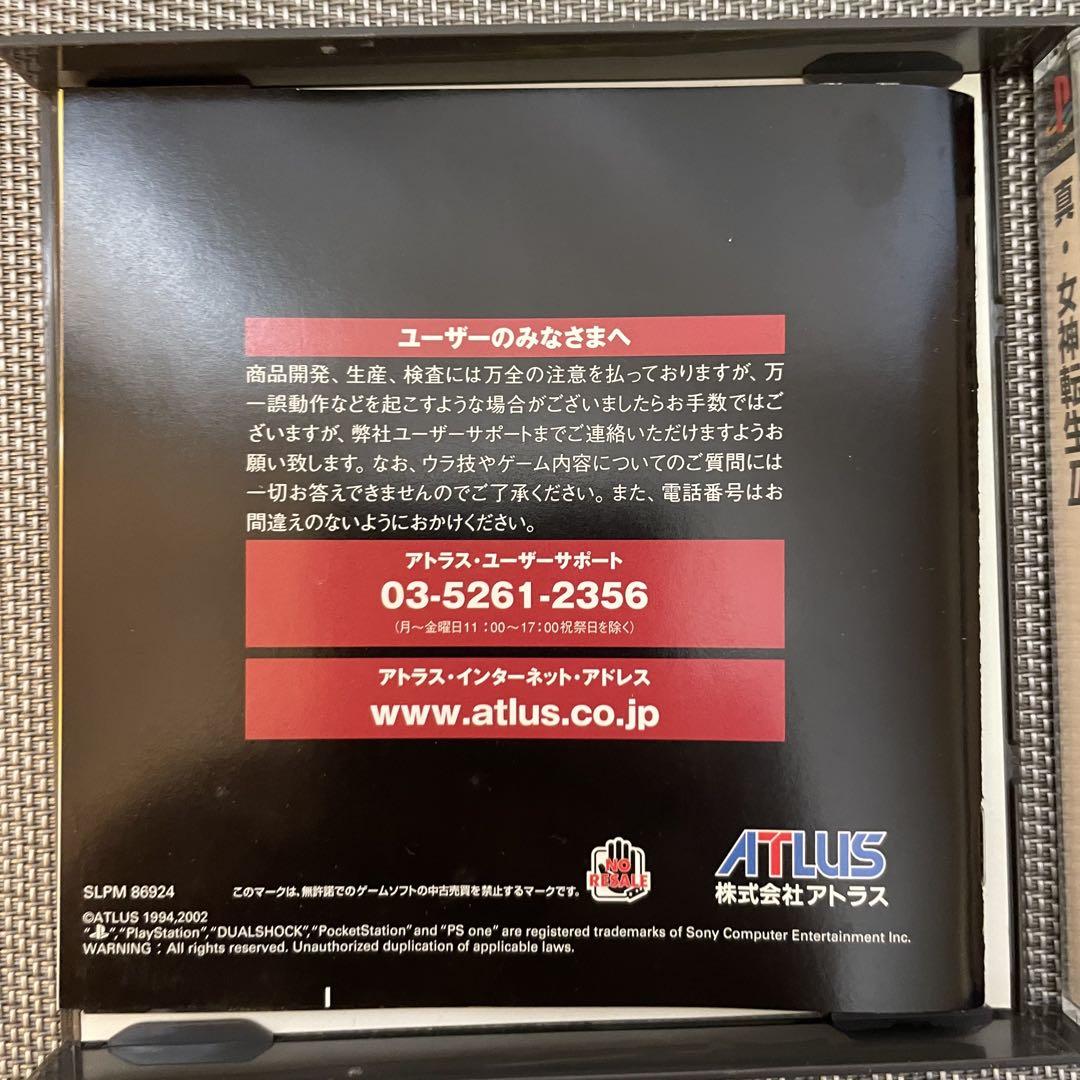 ユーザーのみなさまへ
商品開発、生産、検査には万全の注意を払っておりますが、万
一誤動作などを起こすような場合がございましたらお手数ではご
ざいますが、弊社ユーザーサポートまでご連絡いただけますようお
願い致します。なお、ウラ技やゲーム内容についてのご質問には
一切お答えできませんのでご了承ください。また、電話番号はお
間違えのないようにおかけください。
アトラス・ユーザーサポート
03-5261-2356
(月〜金曜日11:00〜17:00祝祭日を除く)
アトラス・インターネット・アドレス
www.atlus.co.jp
ATLUS
株式会社アトラス
NO
RESALE
SLPM 86924
このマークは、無許諾でのゲームソフトの中古売買を禁止するマークです。
©ATLUS 1994,2002
"","PlayStation","DUALSHOCK","PocketStation" and "PS one" are registered trademarks of Sony Computer Entertainment Inc.
WARNING : All rights reserved. Unauthorized duplication of applicable laws.
真・女神転生II